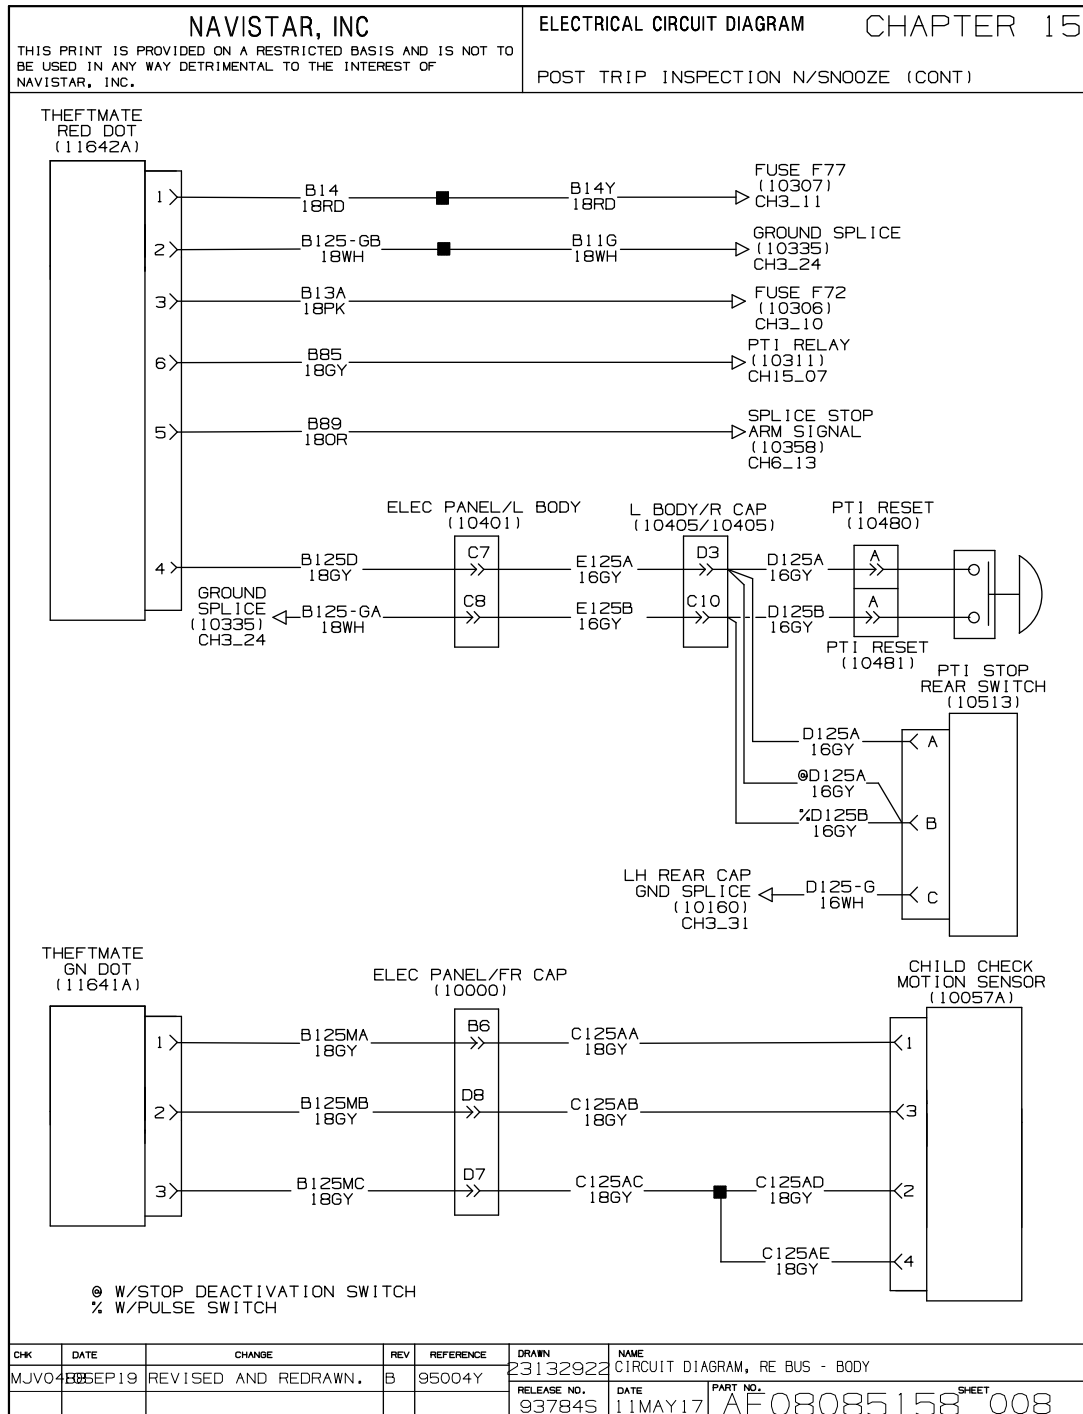 NAVISTAR, INC
THIS PRINT IS PROVIDED ON A RESTRICTED BASIS AND IS NOT TO
BE USED IN ANY WAY DETRIMENTAL TO THE INTEREST OF
NAVISTAR, INC.
ELECTRICAL CIRCUIT DIAGRAM CHAPTER 15
POST TRIP INSPECTION N/SNOOZE (CONT)
THEFTMATE
RED DOT
(11642A)
1 B14 B14Y
18RD 18RD
FUSE F77
(10307)
CH3_11
2 B125-GB B11G
18WH 18WH
GROUND SPLICE
(10335)
CH3_24
3 B13A
18PK
FUSE F72
(10306)
CH3_10
6 B85
18GY
PTI RELAY
(10311)
CH15_07
5 B89
18OR
SPLICE STOP
ARM SIGNAL
(10358)
CH6_13
ELEC PANEL/L BODY
(10401)
L BODY/R CAP
(10405/10405)
PTI RESET
(10480)
4 B125D C7 E125A D3 D125A A
18GY 16GY 16GY
GROUND
SPLICE
(10335)
CH3_24
B125-GA C8 E125B C10 D125B A
18WH 16GY 16GY
PTI RESET
(10481)
PTI STOP
REAR SWITCH
(10513)
D125A A
16GY
@D125A
16GY
%D125B B
16GY
LH REAR CAP
GND SPLICE
(10160)
CH3_31
D125-G C
16WH
THEFTMATE
GN DOT
(11641A)
ELEC PANEL/FR CAP
(10000)
CHILD CHECK
MOTION SENSOR
(10057A)
1 B125MA B6 C125AA 1
18GY 18GY
2 B125MB D8 C125AB 3
18GY 18GY
3 B125MC D7 C125AC C125AD 2
18GY 18GY 18GY
C125AE 4
18GY
@ W/STOP DEACTIVATION SWITCH
% W/PULSE SWITCH
CHK DATE CHANGE REV REFERENCE
05SEP19 REVISED AND REDRAWN. B 95004Y
DRAWN
23132922
NAME
CIRCUIT DIAGRAM, RE BUS - BODY
RELEASE NO.
93784S
DATE
11MAY17
PART NO.
AF08085158
SHEET
008